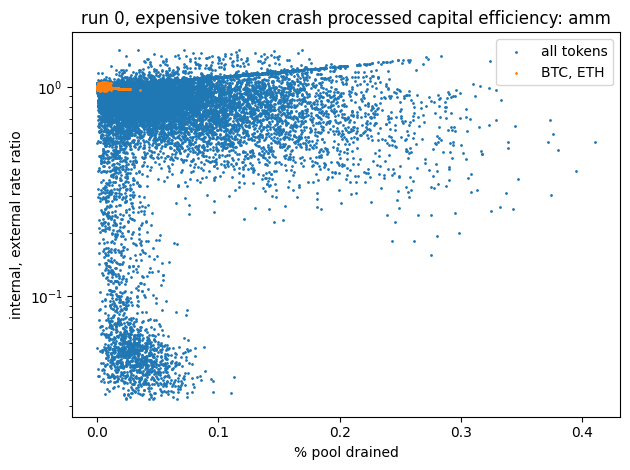 run 0, expensive token crash processed capital efficiency: amm
all tokens
BTC, ETH
internal, external rate ratio
10⁰
10⁻¹
0.0 0.1 0.2 0.3 0.4
% pool drained